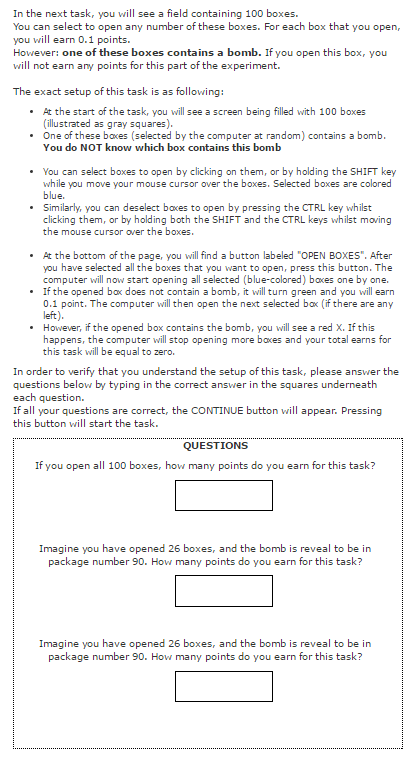 In the next task, you will see a field containing 100 boxes.
You can select to open any number of these boxes. For each box that you open,
you will earn 0.1 points.
However: one of these boxes contains a bomb. If you open this box, you
will not earn any points for this part of the experiment.
The exact setup of this task is as following:
• At the start of the task, you will see a screen being filled with 100 boxes
(illustrated as gray squares).
• One of these boxes (selected by the computer at random) contains a bomb.
You do NOT know which box contains this bomb
• You can select boxes to open by clicking on them, or by holding the SHIFT key
while you move your mouse cursor over the boxes. Selected boxes are colored
blue.
• Similarly, you can deselect boxes to open by pressing the CTRL key whilst
clicking them, or by holding both the SHIFT and the CTRL keys whilst moving
the mouse cursor over the boxes.
• At the bottom of the page, you will find a button labeled "OPEN BOXES". After
you have selected all the boxes that you want to open, press this button. The
computer will now start opening all selected (blue-colored) boxes one by one.
• If the opened box does not contain a bomb, it will turn green and you will earn
0.1 point. The computer will then open the next selected box (if there are any
left).
• However, if the opened box contains the bomb, you will see a red X. If this
happens, the computer will stop opening more boxes and your total earns for
this task will be equal to zero.
In order to verify that you understand the setup of this task, please answer the
questions below by typing in the correct answer in the squares underneath
each question.
If all your questions are correct, the CONTINUE button will appear. Pressing
this button will start the task.
QUESTIONS
If you open all 100 boxes, how many points do you earn for this task?
Imagine you have opened 26 boxes, and the bomb is reveal to be in
package number 90. How many points do you earn for this task?
Imagine you have opened 26 boxes, and the bomb is reveal to be in
package number 90. How many points do you earn for this task?